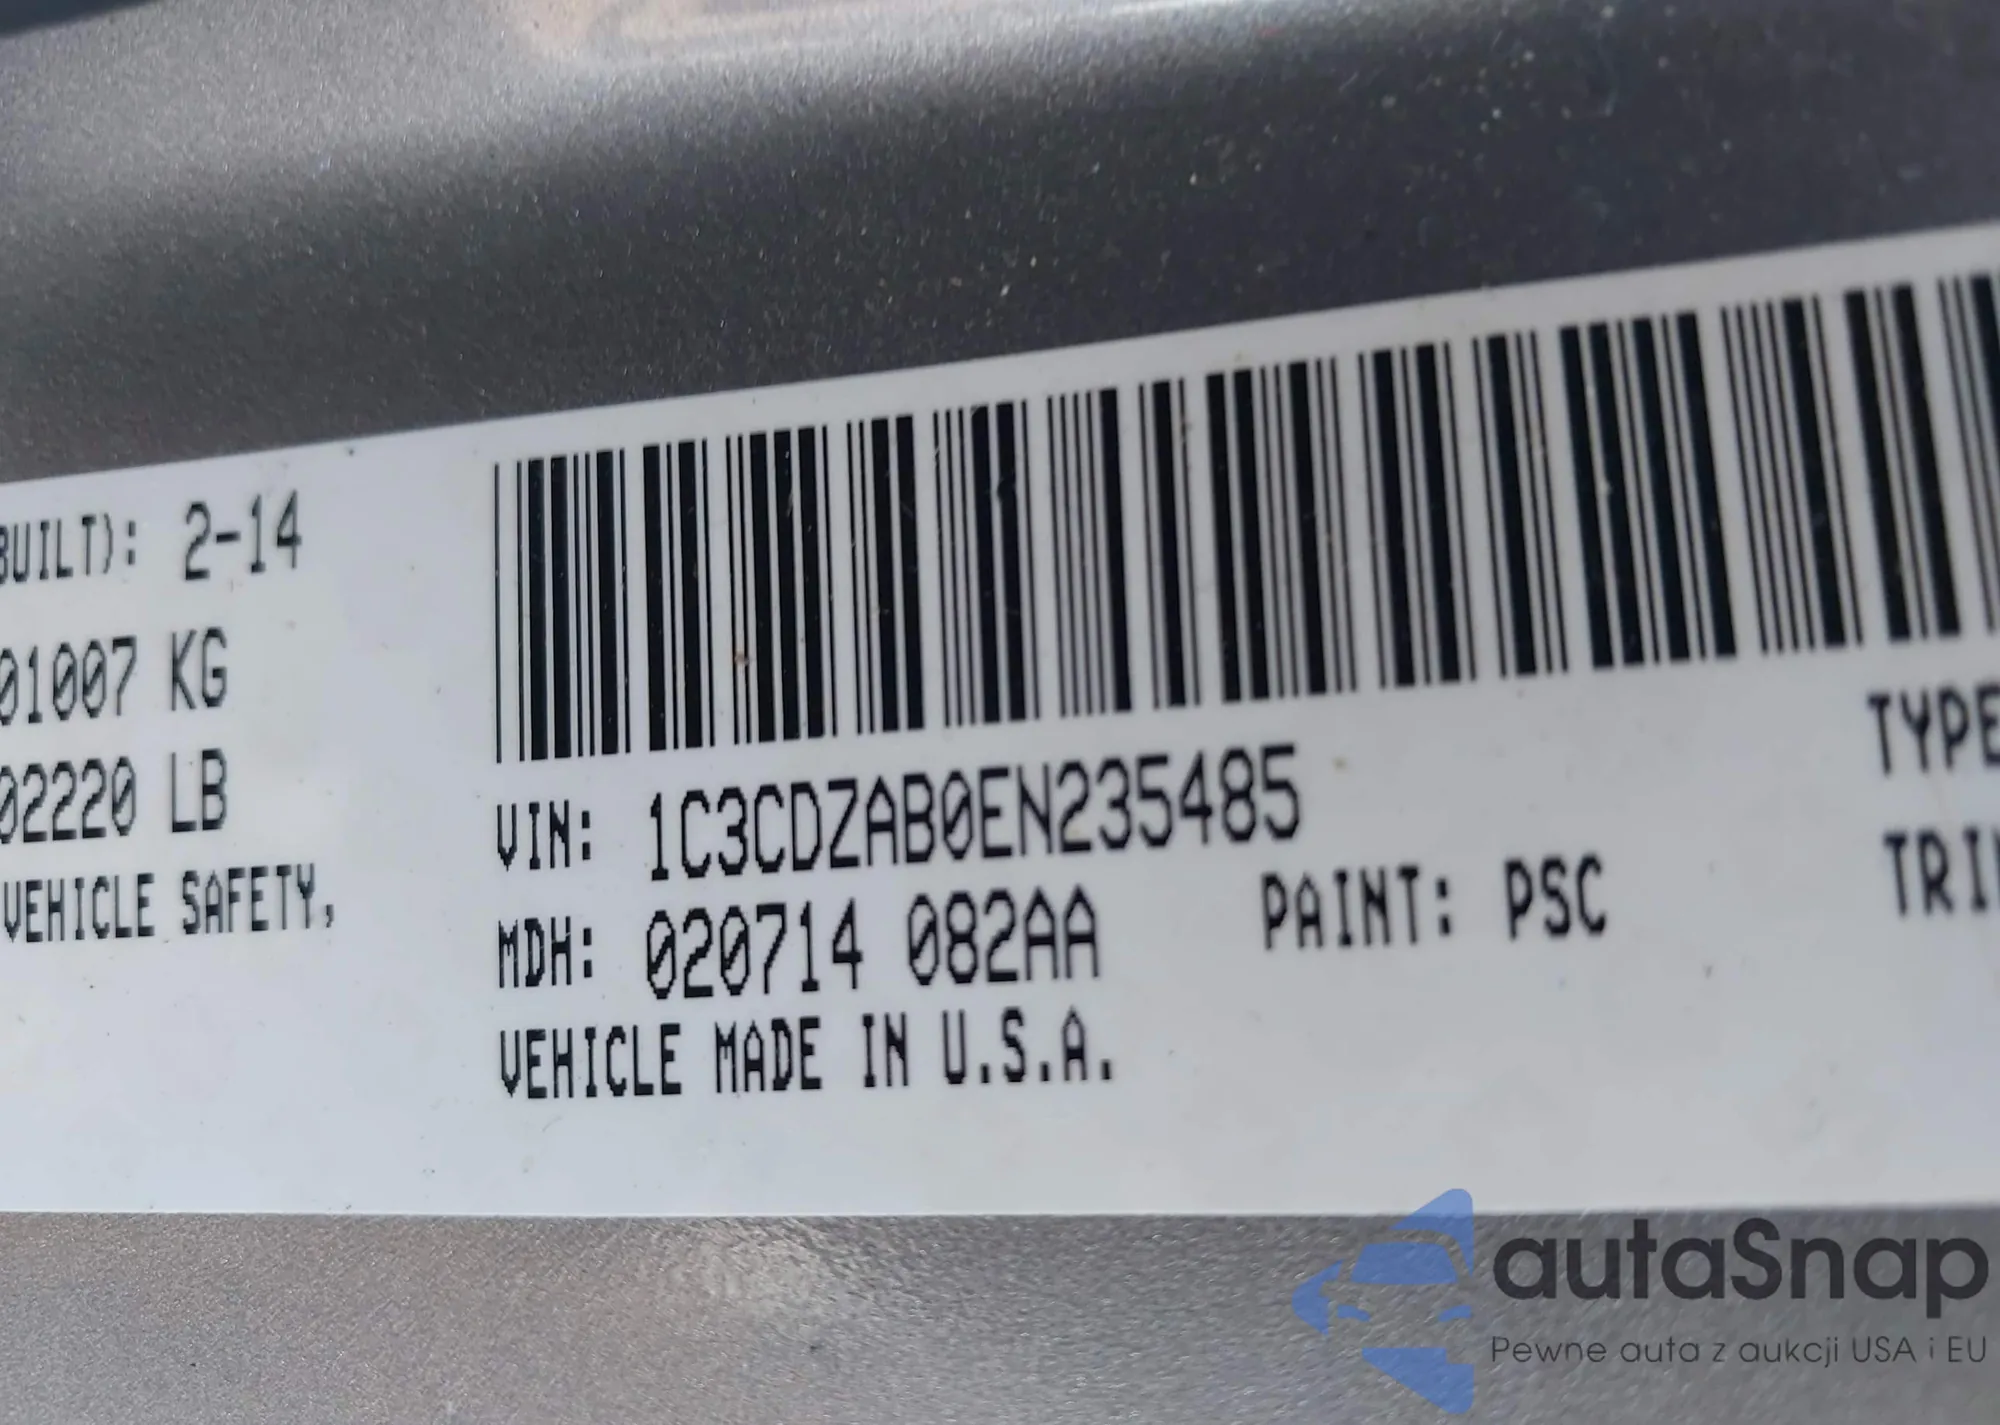 BUILT): 2-14
01007 KG
02220 LB
VEHICLE SAFETY,
VIN: 1C3CDZAB0EN235485
MDH: 020714 082AA PAINT: PSC
VEHICLE MADE IN U.S.A.
TYPE
TRI
autaSnap
Pewne auta z aukcji USA i EU